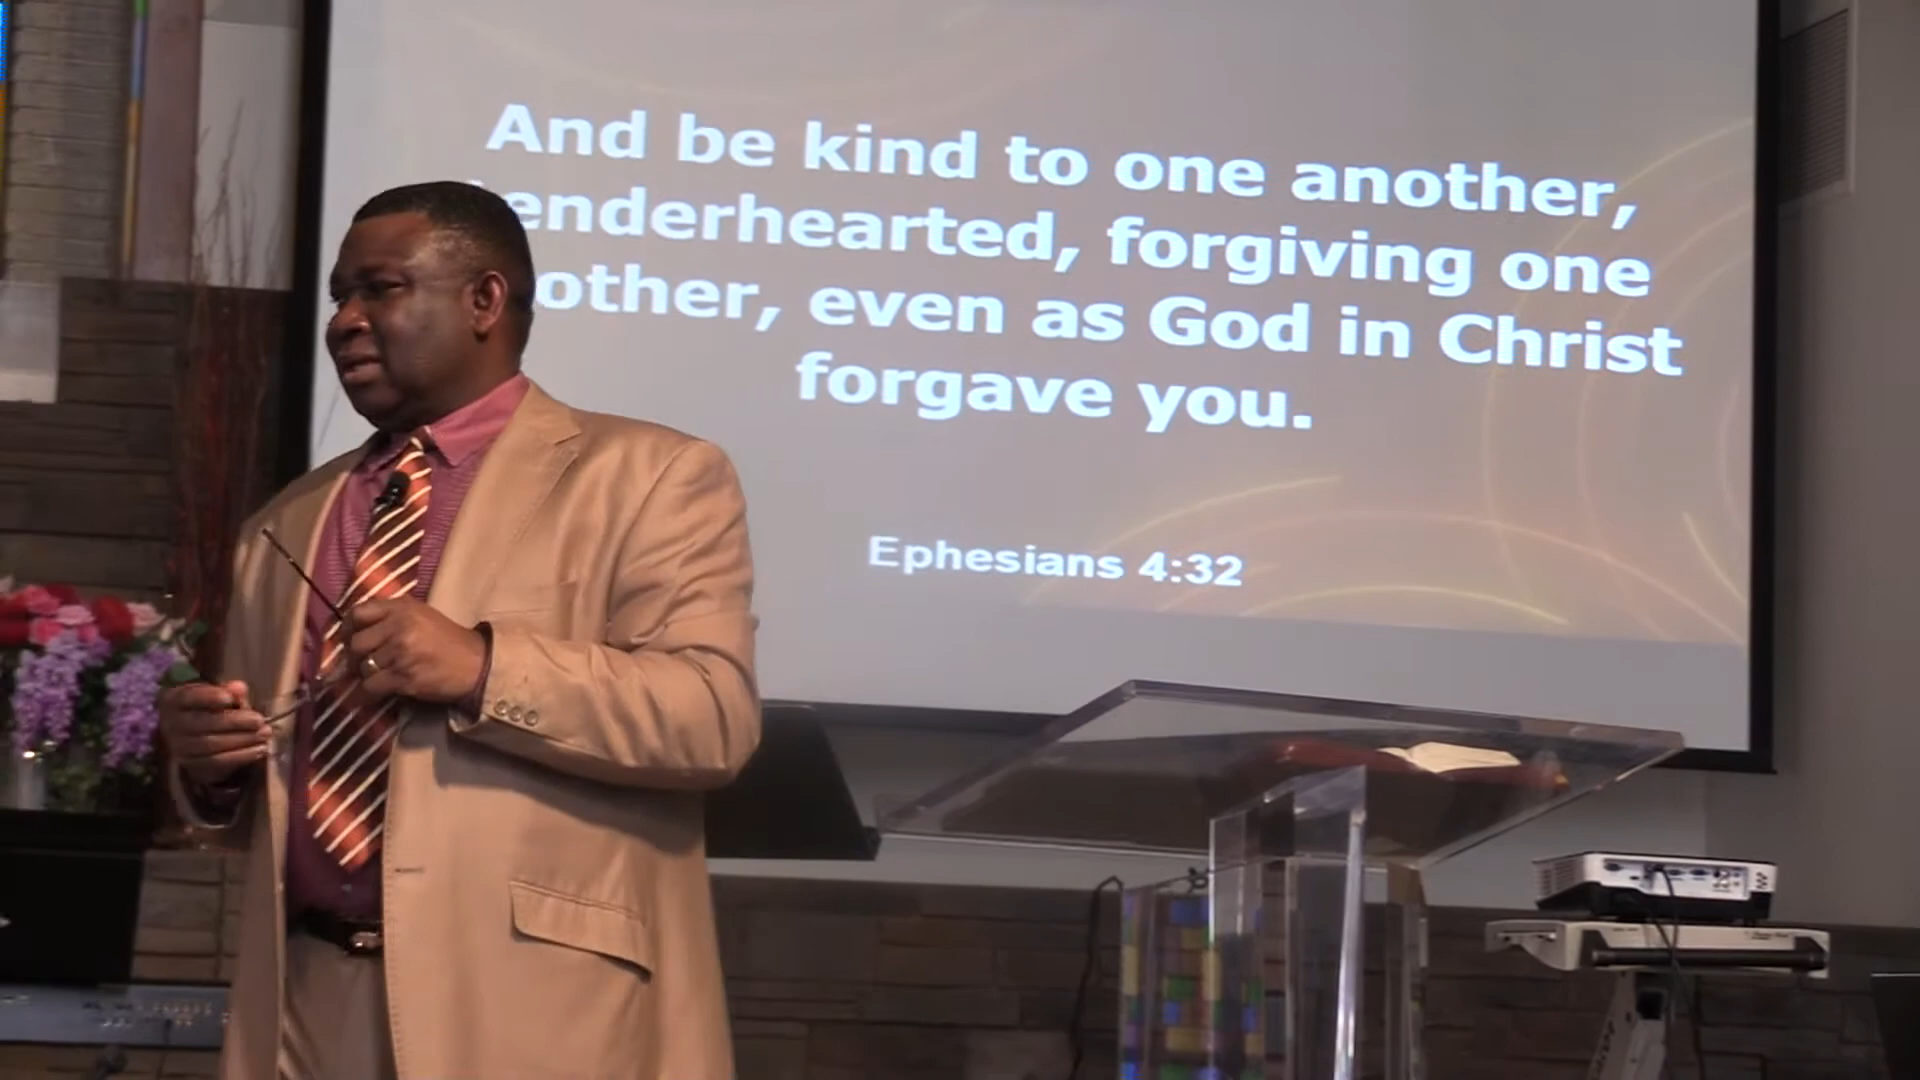 And be kind to one another,
tenderhearted, forgiving one
other, even as God in Christ
forgave you.
Ephesians 4:32